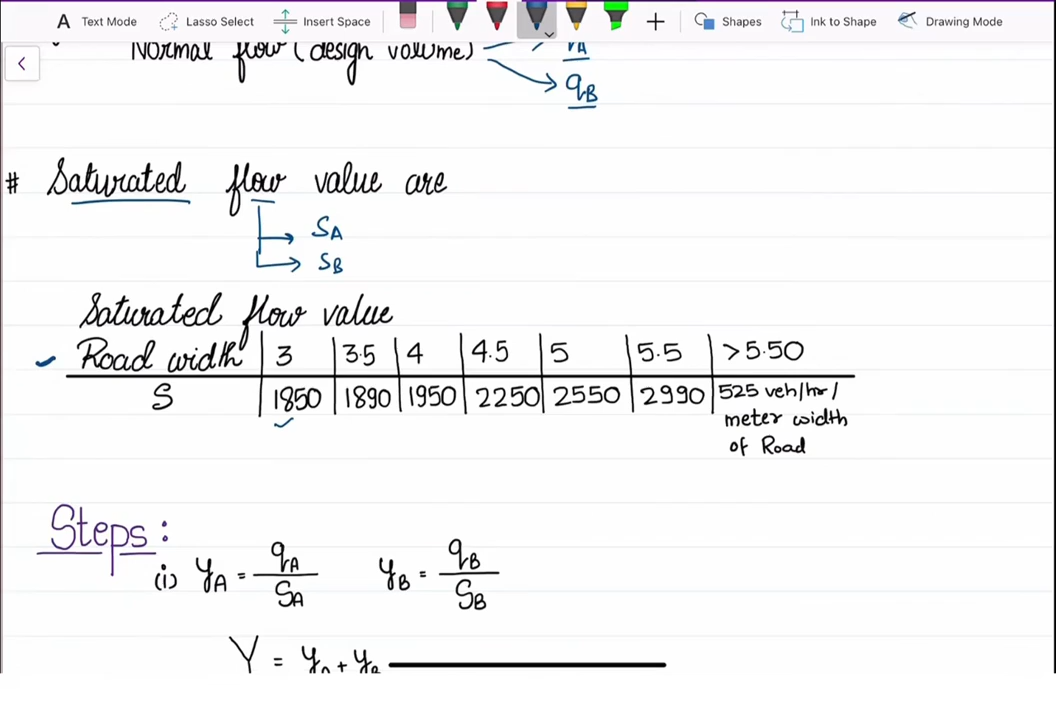 A Text Mode Lasso Select Insert Space Shapes Ink to Shape Drawing Mode
Normal flow (design volume)
qB
# Saturated flow value are
SA
SB
Saturated flow value
Road width 3 3.5 4 4.5 5 5.5 >5.50
S 1850 1890 1950 2250 2550 2990 525 veh/hr/
meter width
of Road
Steps:
(i) yA = qA/SA yB = qB/SB
Y = yA + yB